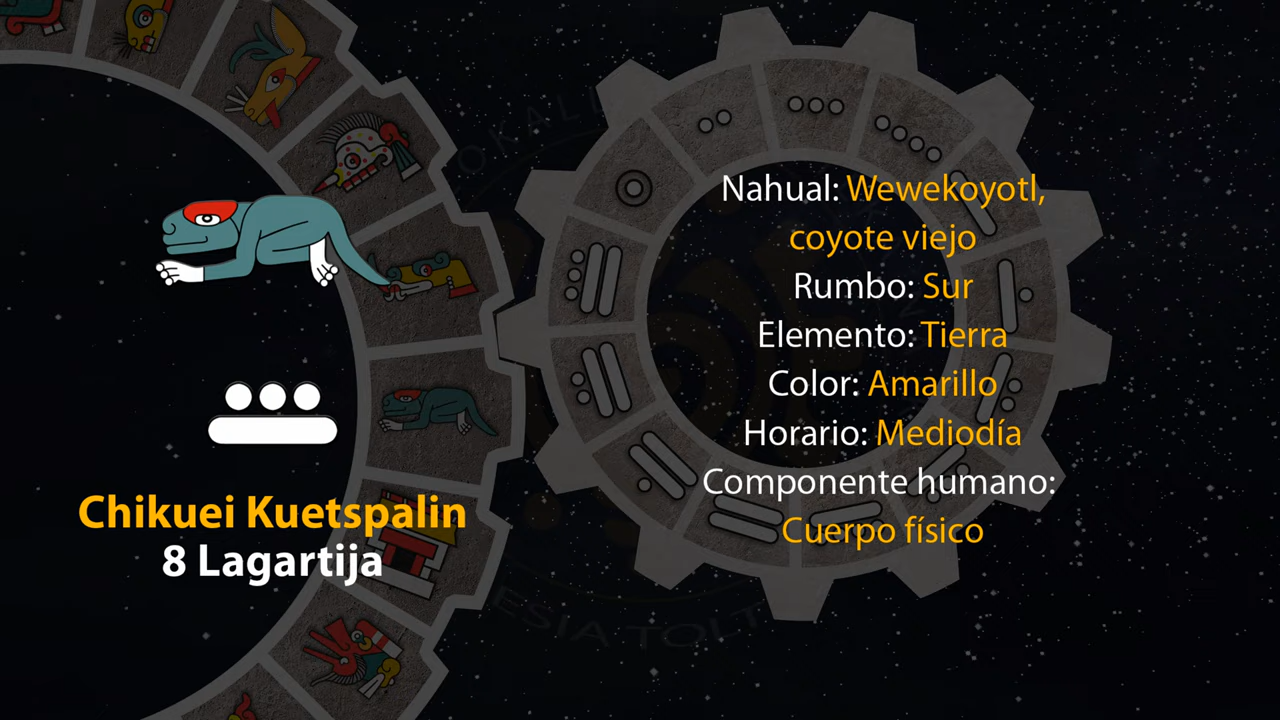 Nahual: Wewekoyotl,
coyote viejo
Rumbo: Sur
Elemento: Tierra
Color: Amarillo
Horario: Mediodía
Componente humano:
Cuerpo físico
Chikuei Kuetspalin
8 Lagartija